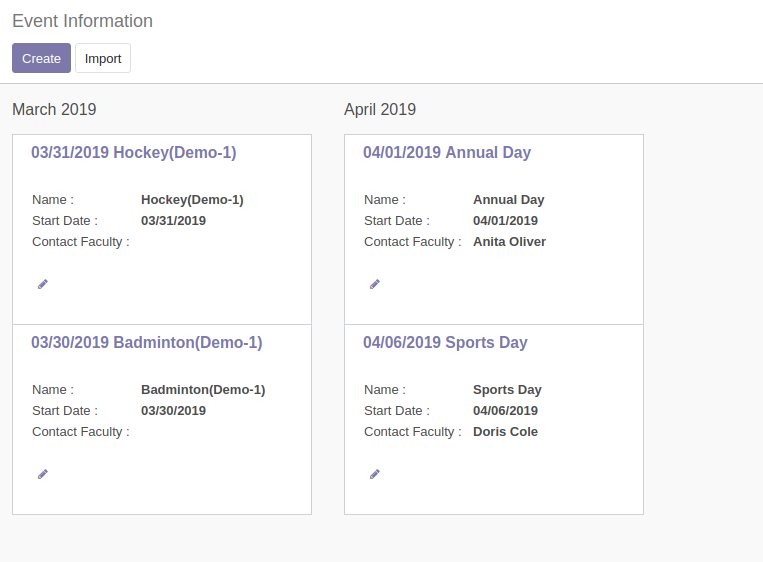 Event Information
Create Import
March 2019
03/31/2019 Hockey(Demo-1)
Name : Hockey(Demo-1)
Start Date : 03/31/2019
Contact Faculty :
03/30/2019 Badminton(Demo-1)
Name : Badminton(Demo-1)
Start Date : 03/30/2019
Contact Faculty :
April 2019
04/01/2019 Annual Day
Name : Annual Day
Start Date : 04/01/2019
Contact Faculty : Anita Oliver
04/06/2019 Sports Day
Name : Sports Day
Start Date : 04/06/2019
Contact Faculty : Doris Cole